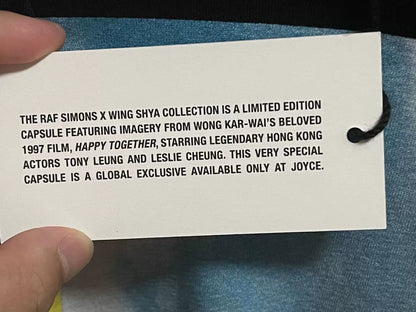 THE RAF SIMONS X WING SHYA COLLECTION IS A LIMITED EDITION
CAPSULE FEATURING IMAGERY FROM WONG KAR-WAI'S BELOVED
1997 FILM, HAPPY TOGETHER, STARRING LEGENDARY HONG KONG
ACTORS TONY LEUNG AND LESLIE CHEUNG. THIS VERY SPECIAL
CAPSULE IS A GLOBAL EXCLUSIVE AVAILABLE ONLY AT JOYCE.